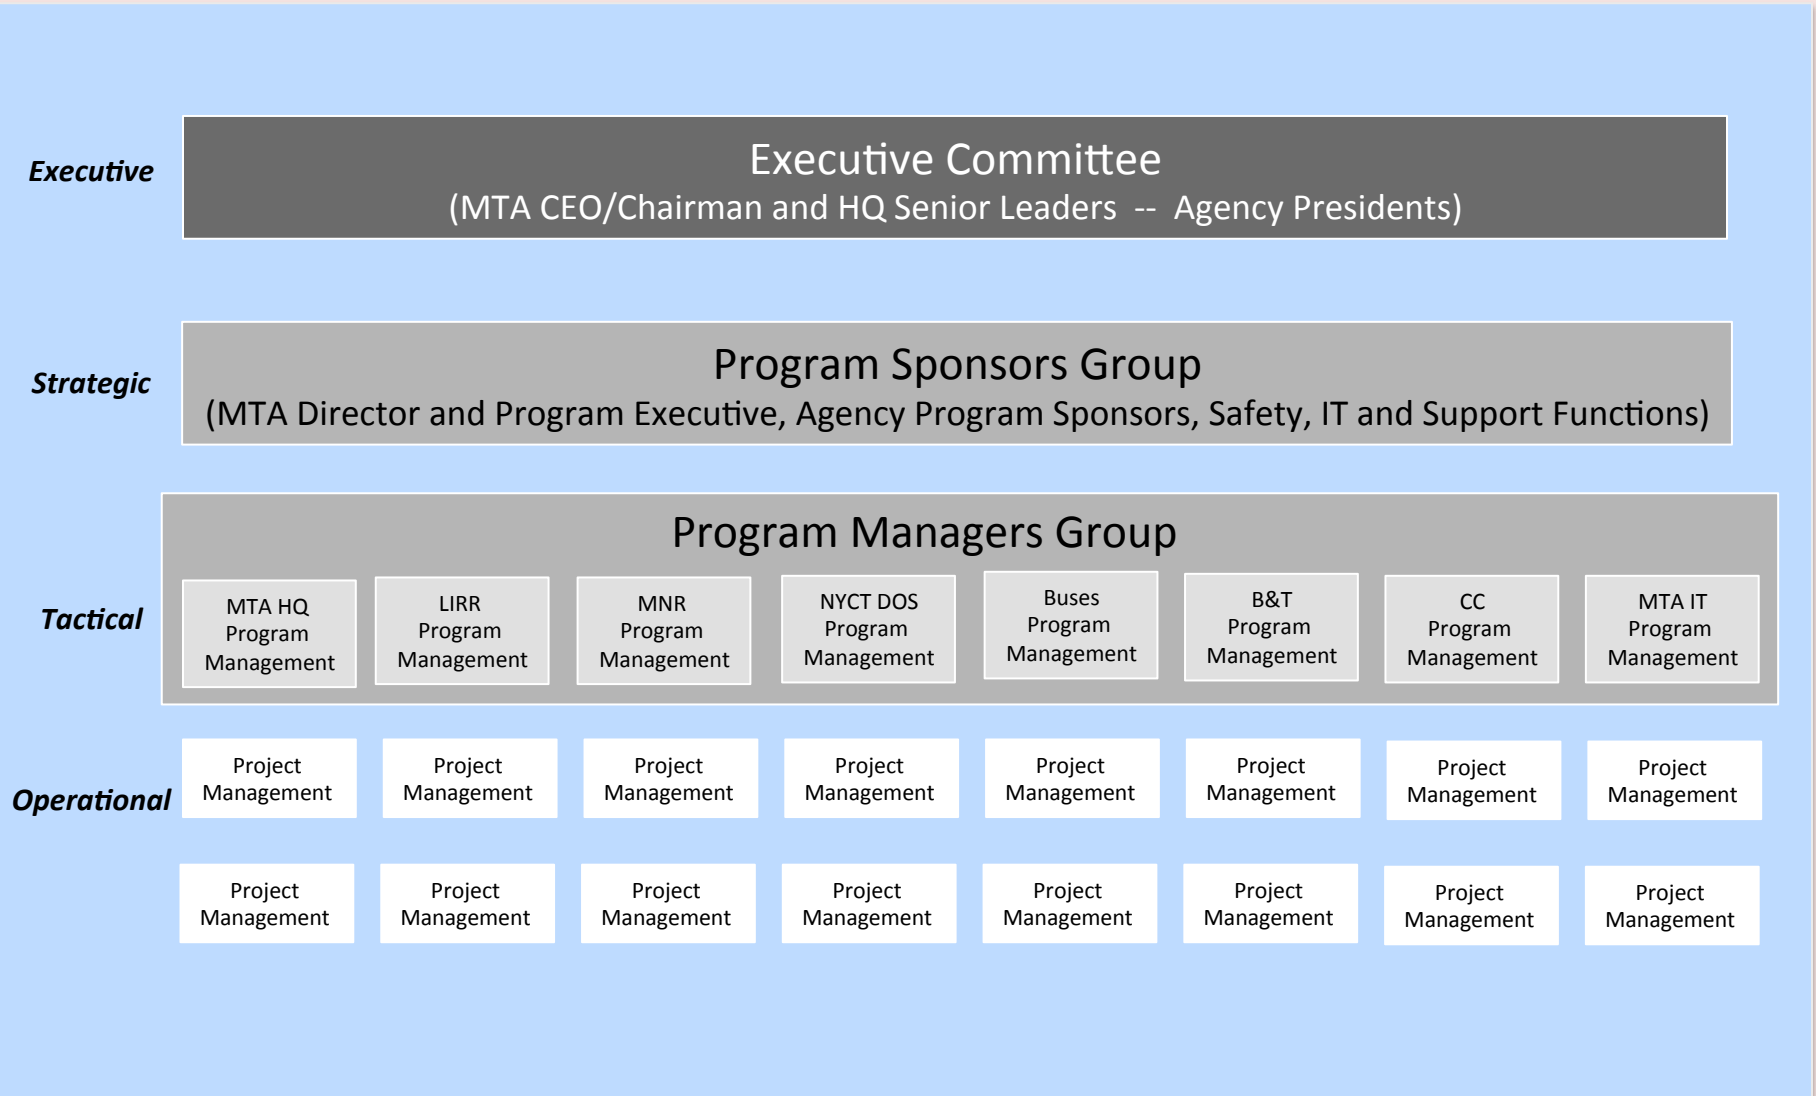 Executive
Executive Committee
(MTA CEO/Chairman and HQ Senior Leaders -- Agency Presidents)
Strategic
Program Sponsors Group
(MTA Director and Program Executive, Agency Program Sponsors, Safety, IT and Support Functions)
Tactical
Program Managers Group
MTA HQ
Program
Management
LIRR
Program
Management
MNR
Program
Management
NYCT DOS
Program
Management
Buses
Program
Management
B&T
Program
Management
CC
Program
Management
MTA IT
Program
Management
Operational
Project
Management
Project
Management
Project
Management
Project
Management
Project
Management
Project
Management
Project
Management
Project
Management
Project
Management
Project
Management
Project
Management
Project
Management
Project
Management
Project
Management
Project
Management
Project
Management